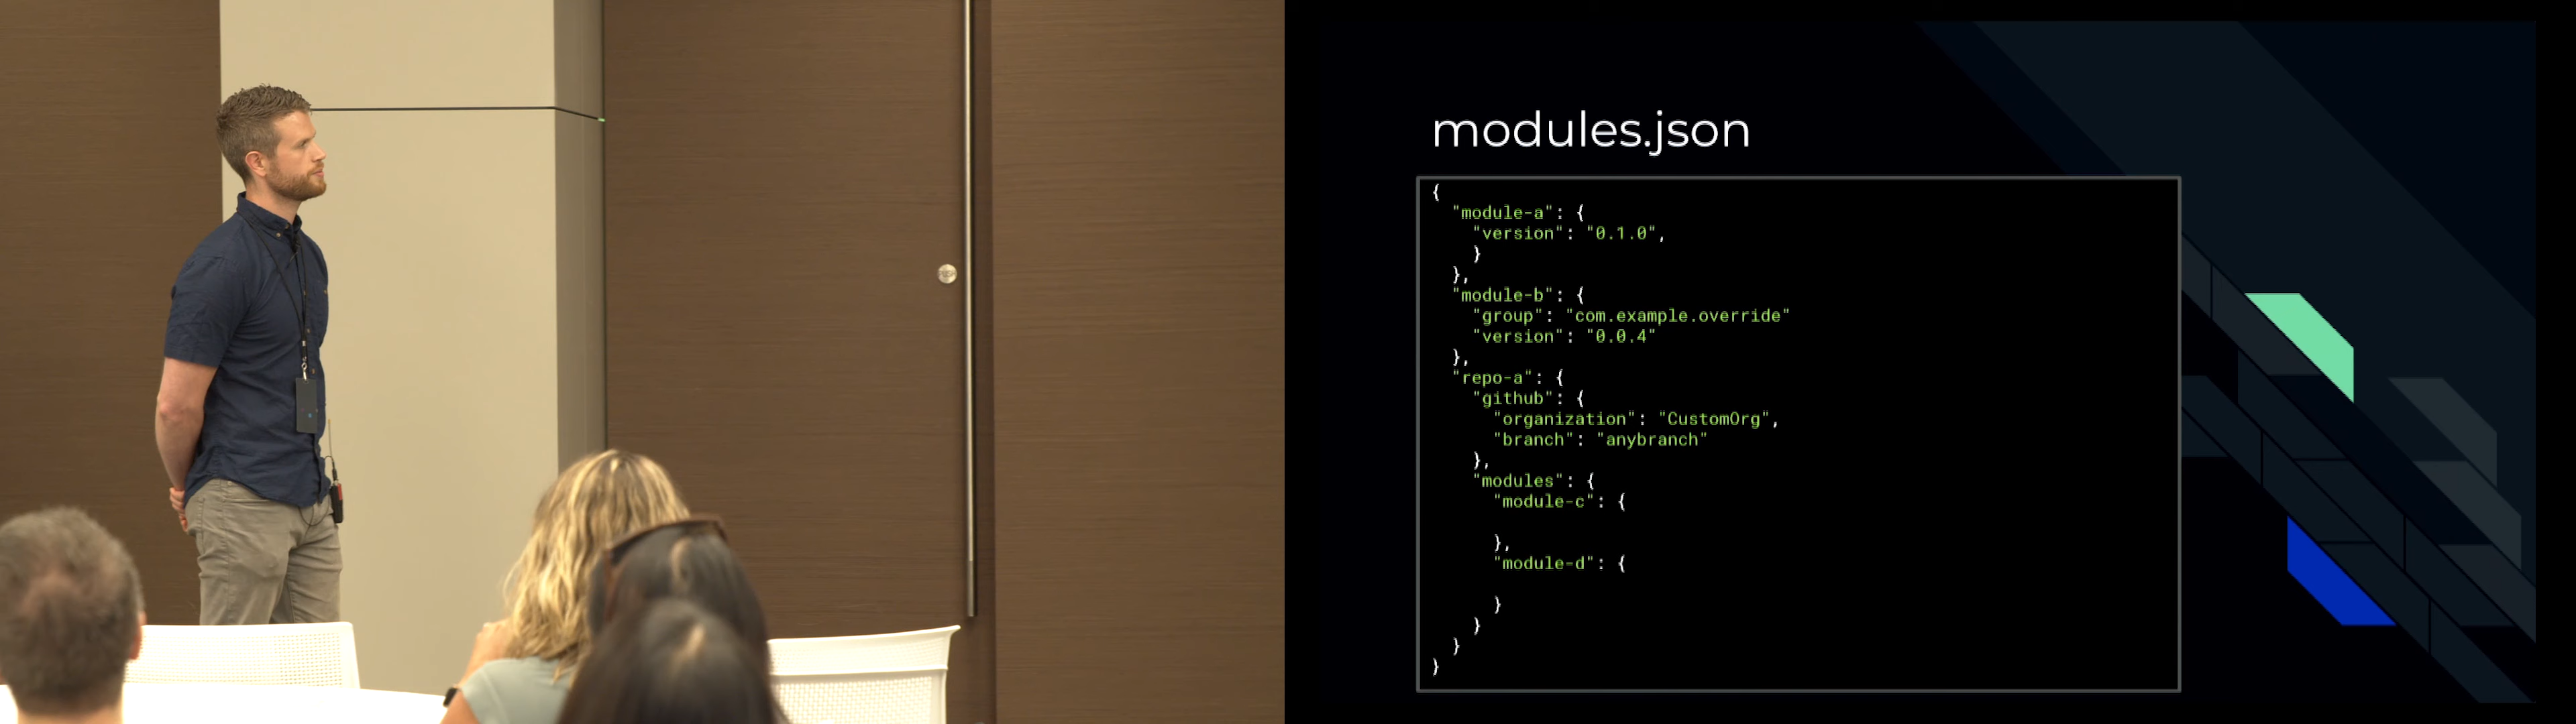 modules.json
{
  "module-a": {
    "version": "0.1.0",
    }
  },
  "module-b": {
    "group": "com.example.override"
    "version": "0.0.4"
  },
  "repo-a": {
    "github": {
      "organization": "CustomOrg",
      "branch": "anybranch"
    },
    "modules": {
      "module-c": {
      },
      "module-d": {
      }
    }
  }
}